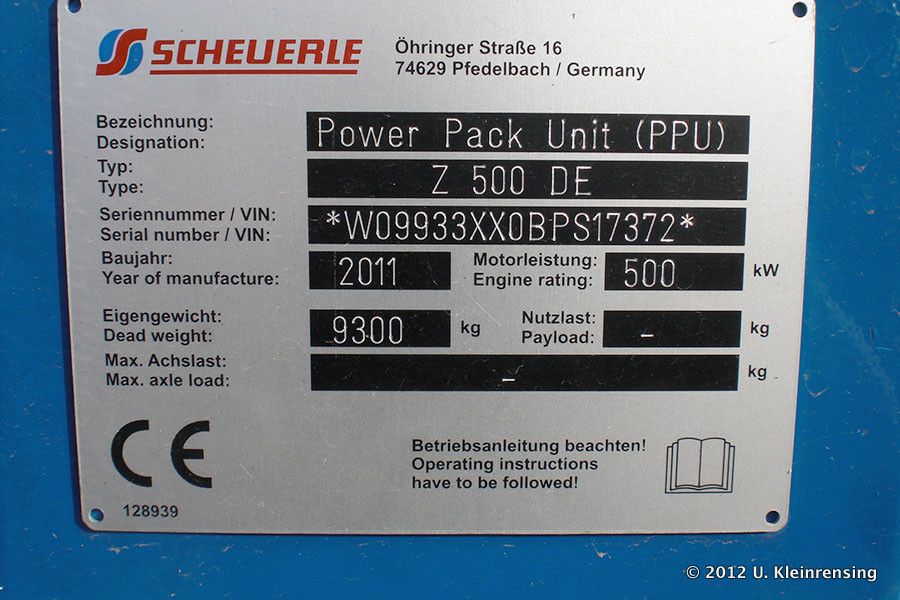 SCHEUERLE
Öhringer Straße 16
74629 Pfedelbach / Germany
Bezeichnung:
Designation:
Power Pack Unit (PPU)
Typ:
Type:
Z 500 DE
Seriennummer / VIN:
Serial number / VIN:
*W09933XX0BPS17372*
Baujahr:
Year of manufacture:
2011
Motorleistung:
Engine rating:
500 kW
Eigengewicht:
Dead weight:
9300 kg
Nutzlast:
Payload:
- kg
Max. Achslast:
Max. axle load:
- kg
CE
Betriebsanleitung beachten!
Operating instructions
have to be followed!
128939
© 2012 U. Kleinrensing